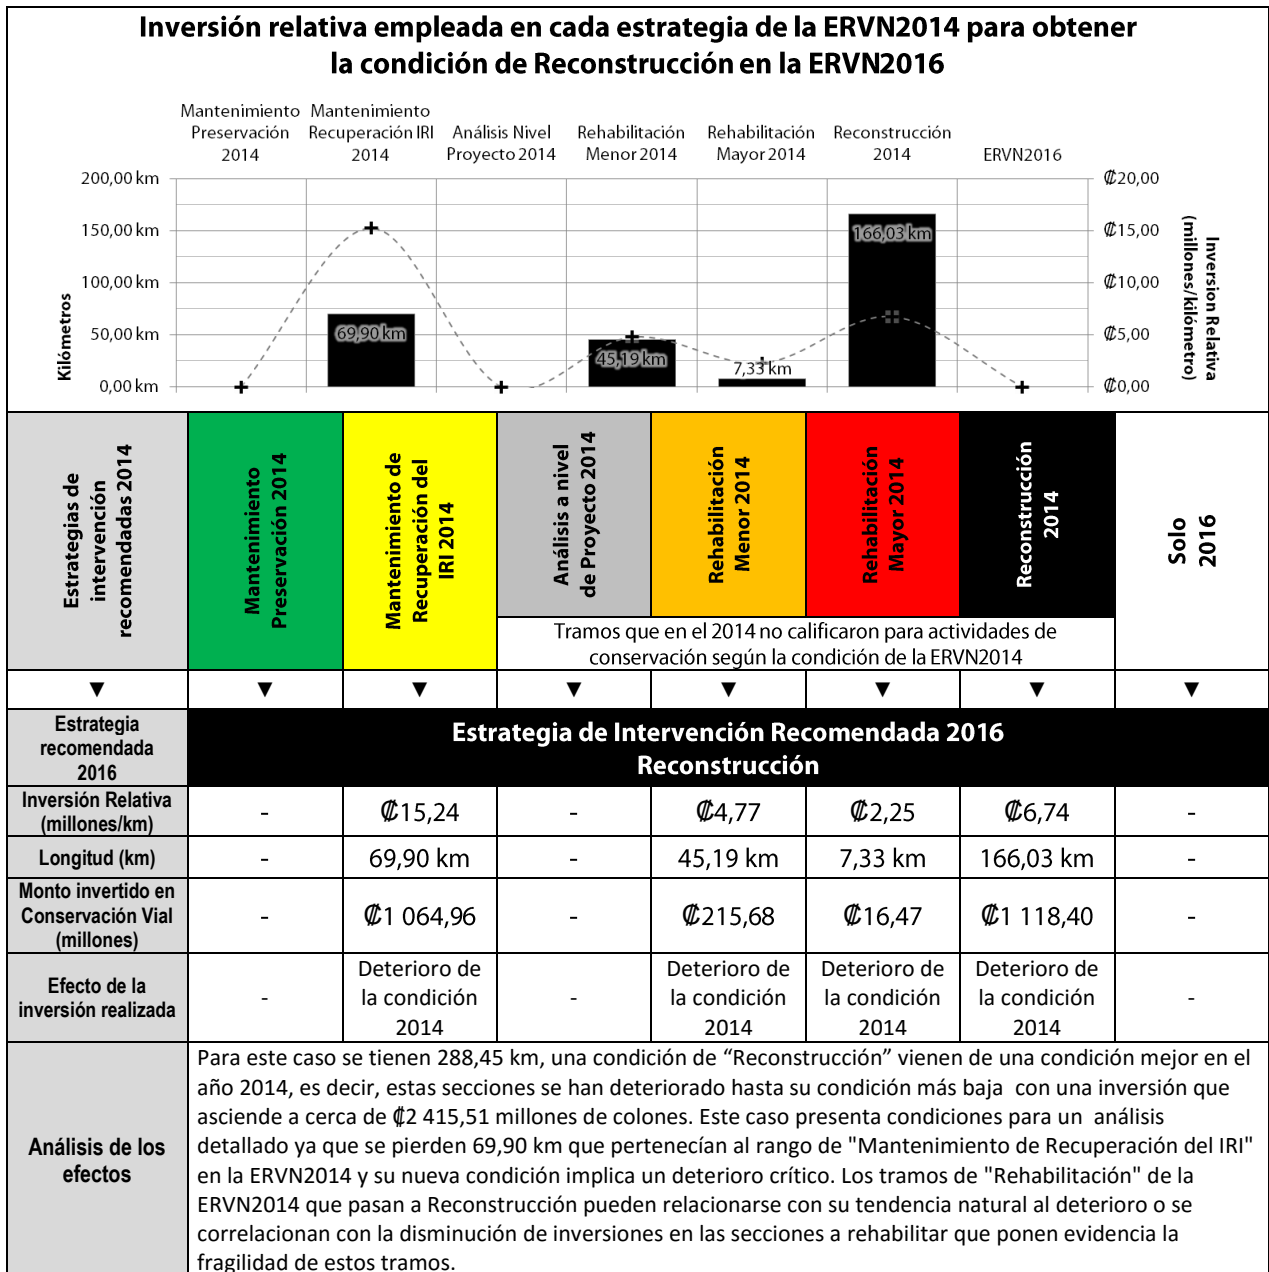 Inversión relativa empleada en cada estrategia de la ERVN2014 para obtener
la condición de Reconstrucción en la ERVN2016
Mantenimiento
Preservación
2014
Mantenimiento
Recuperación IRI
2014
Análisis Nivel
Proyecto 2014
Rehabilitación
Menor 2014
Rehabilitación
Mayor 2014
Reconstrucción
2014
ERVN2016
200,00 km
150,00 km
100,00 km
50,00 km
0,00 km
Kilómetros
69,90 km
45,19 km
7,33 km
166,03 km
₡20,00
₡15,00
₡10,00
₡5,00
₡0,00
Inversion Relativa
(millones/kilómetro)
Estrategias de
intervención
recomendadas 2014
Mantenimiento
Preservación 2014
Mantenimiento de
Recuperación del
IRI 2014
Análisis a nivel
de Proyecto 2014
Rehabilitación
Menor 2014
Rehabilitación
Mayor 2014
Reconstrucción
2014
Solo
2016
Tramos que en el 2014 no calificaron para actividades de
conservación según la condición de la ERVN2014
▼ ▼ ▼ ▼ ▼ ▼ ▼ ▼
Estrategia
recomendada
2016
Estrategia de Intervención Recomendada 2016
Reconstrucción
Inversión Relativa
(millones/km)
- ₡15,24 - ₡4,77 ₡2,25 ₡6,74 -
Longitud (km) - 69,90 km - 45,19 km 7,33 km 166,03 km -
Monto invertido en
Conservación Vial
(millones)
- ₡1 064,96 - ₡215,68 ₡16,47 ₡1 118,40 -
Efecto de la
inversión realizada
-
Deterioro de
la condición
2014
-
Deterioro de
la condición
2014
Deterioro de
la condición
2014
Deterioro de
la condición
2014
-
Análisis de los
efectos
Para este caso se tienen 288,45 km, una condición de “Reconstrucción” vienen de una condición mejor en el
año 2014, es decir, estas secciones se han deteriorado hasta su condición más baja con una inversión que
asciende a cerca de ₡2 415,51 millones de colones. Este caso presenta condiciones para un análisis
detallado ya que se pierden 69,90 km que pertenecían al rango de "Mantenimiento de Recuperación del IRI"
en la ERVN2014 y su nueva condición implica un deterioro crítico. Los tramos de "Rehabilitación" de la
ERVN2014 que pasan a Reconstrucción pueden relacionarse con su tendencia natural al deterioro o se
correlacionan con la disminución de inversiones en las secciones a rehabilitar que ponen evidencia la
fragilidad de estos tramos.